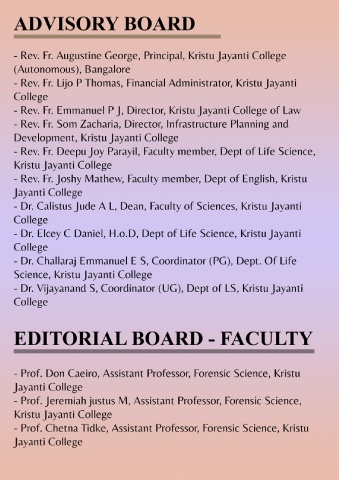 ADVISORY BOARD
- Rev. Fr. Augustine George, Principal, Kristu Jayanti College
(Autonomous), Bangalore
- Rev. Fr. Lijo P Thomas, Financial Administrator, Kristu Jayanti
College
- Rev. Fr. Emmanuel P J, Director, Kristu Jayanti College of Law
- Rev. Fr. Som Zacharia, Director, Infrastructure Planning and
Development, Kristu Jayanti College
- Rev. Fr. Deepu Joy Parayil, Faculty member, Dept of Life Science,
Kristu Jayanti College
- Rev. Fr. Joshy Mathew, Faculty member, Dept of English, Kristu
Jayanti College
- Dr. Calistus Jude A L, Dean, Faculty of Sciences, Kristu Jayanti
College
- Dr. Elcey C Daniel, H.o.D, Dept of Life Science, Kristu Jayanti
College
- Dr. Challaraj Emmanuel E S, Coordinator (PG), Dept. Of Life
Science, Kristu Jayanti College
- Dr. Vijayanand S, Coordinator (UG), Dept of LS, Kristu Jayanti
College
EDITORIAL BOARD - FACULTY
- Prof. Don Caeiro, Assistant Professor, Forensic Science, Kristu
Jayanti College
- Prof. Jeremiah justus M, Assistant Professor, Forensic Science,
Kristu Jayanti College
- Prof. Chetna Tidke, Assistant Professor, Forensic Science, Kristu
Jayanti College